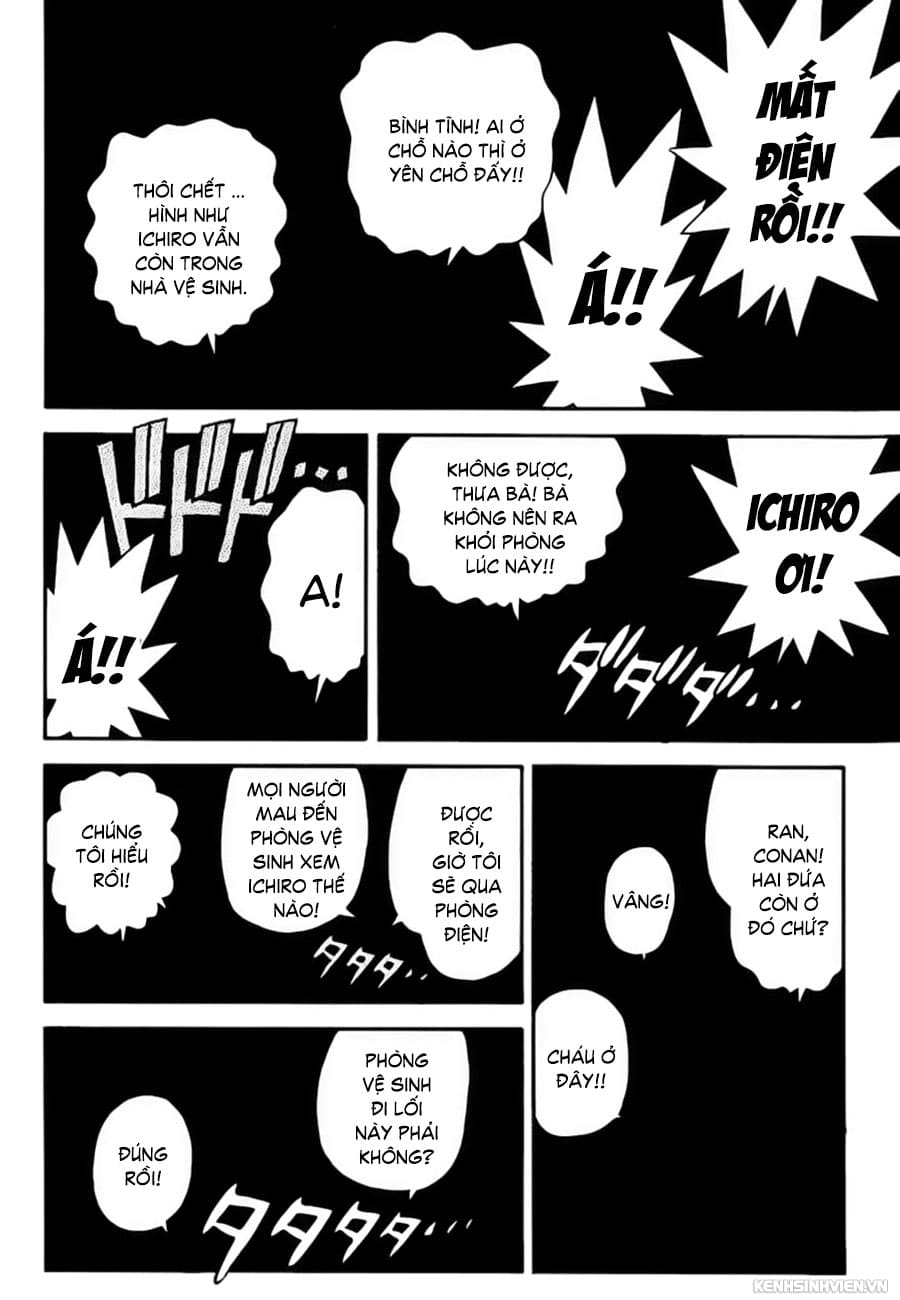 MẤT
ĐIỆN
RỒI!!
Á!!
BÌNH TĨNH! AI Ở
CHỖ NÀO THÌ Ở
YÊN CHỖ ĐẤY!!
THÔI CHẾT ...
HÌNH NHƯ
ICHIRO VẪN
CÒN TRONG
NHÀ VỆ SINH.
ICHIRO
ƠI!
KHÔNG ĐƯỢC,
THƯA BÀ! BÀ
KHÔNG NÊN RA
KHỎI PHÒNG
LÚC NÀY!!
ダダダ...
A!
ドドド...
Á!!
RAN,
CONAN!
HAI ĐỨA
CÒN Ở
ĐÓ CHỨ?
VÂNG!
CHÁU Ở
ĐÂY!!
ĐƯỢC
RỒI,
GIỜ TÔI
SẼ QUA
PHÒNG
ĐIỆN!
MỌI NGƯỜI
MAU ĐẾN
PHÒNG VỆ
SINH XEM
ICHIRO THẾ
NÀO!
CHÚNG
TÔI HIỂU
RỒI!
タタタ...
PHÒNG
VỆ SINH
ĐI LỐI
NÀY PHẢI
KHÔNG?
ĐÚNG
RỒI!
タタタタ...
KENHSINHVIEN.VN